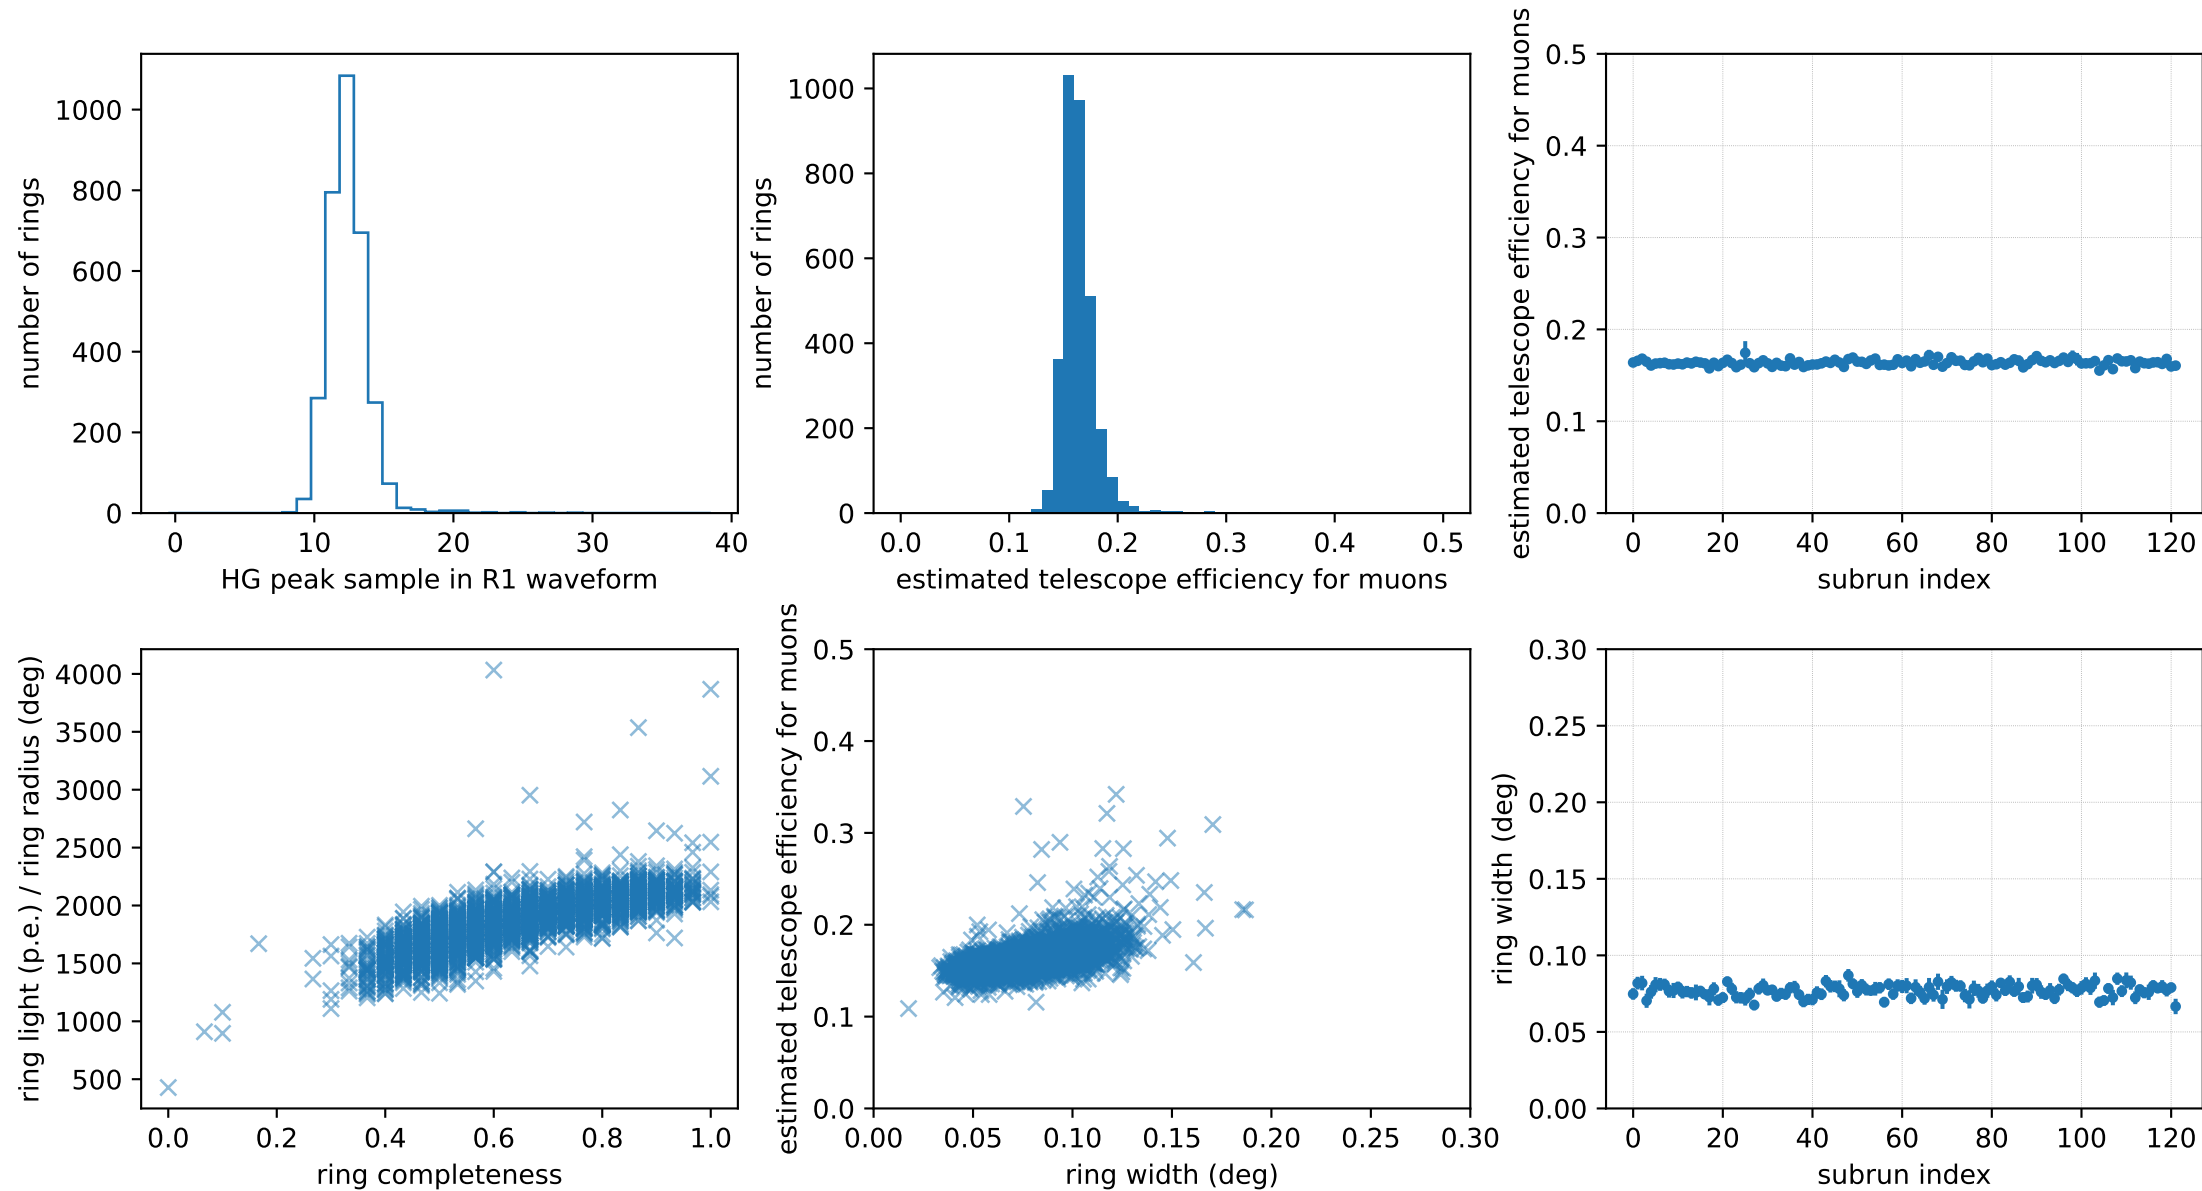 number of rings
1000
800
600
400
200
0
0 10 20 30 40
HG peak sample in R1 waveform
number of rings
1000
800
600
400
200
0
0.0 0.1 0.2 0.3 0.4 0.5
estimated telescope efficiency for muons
estimated telescope efficiency for muons
0.5
0.4
0.3
0.2
0.1
0.0
0 20 40 60 80 100 120
subrun index
ring light (p.e.) / ring radius (deg)
4000
3500
3000
2500
2000
1500
1000
500
0.0 0.2 0.4 0.6 0.8 1.0
ring completeness
estimated telescope efficiency for muons
0.5
0.4
0.3
0.2
0.1
0.0
0.00 0.05 0.10 0.15 0.20 0.25 0.30
ring width (deg)
ring width (deg)
0.30
0.25
0.20
0.15
0.10
0.05
0.00
0 20 40 60 80 100 120
subrun index